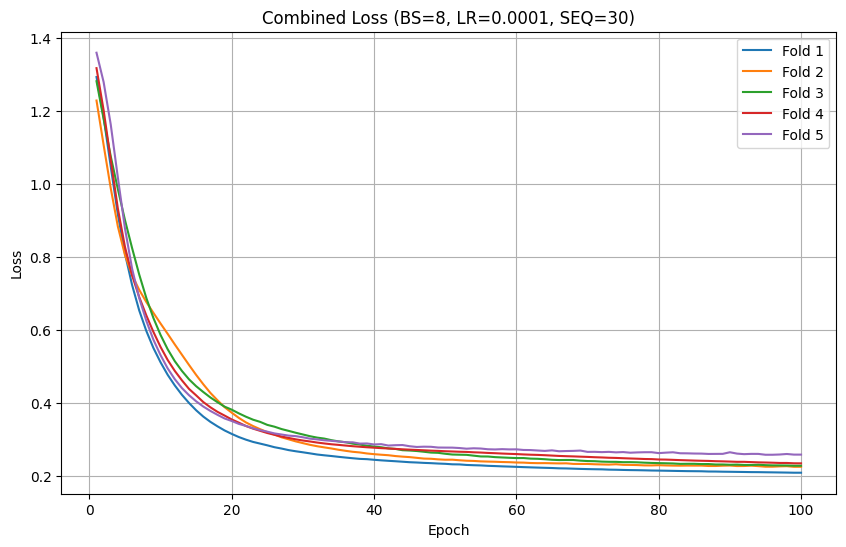 Combined Loss (BS=8, LR=0.0001, SEQ=30)
Fold 1
Fold 2
Fold 3
Fold 4
Fold 5
Loss
1.4
1.2
1.0
0.8
0.6
0.4
0.2
0 20 40 60 80 100
Epoch